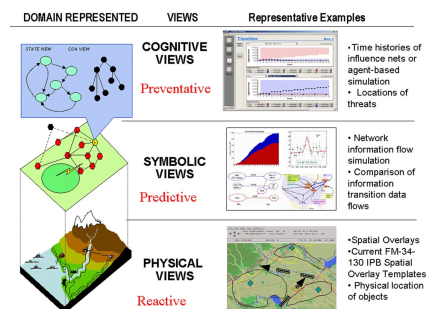 DOMAIN REPRESENTED VIEWS Representative Examples
STATE VIEW COA VIEW
COGNITIVE
VIEWS
Preventative
Timeline
•Time histories of
influence nets or
agent-based
simulation
• Locations of
threats
SYMBOLIC
VIEWS
Predictive
• Network
information flow
simulation
• Comparison of
information
transition data
flows
PHYSICAL
VIEWS
Reactive
•Spatial Overlays
•Current FM-34-
130 IPB Spatial
Overlay Templates
• Physical location
of objects